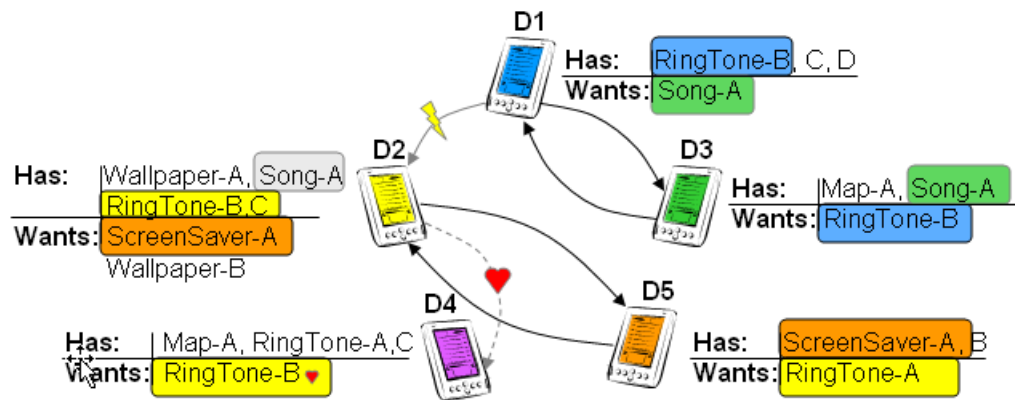 D1
Has: RingTone-B, C, D
Wants: Song-A
D2
Has: Wallpaper-A, Song-A
RingTone-B,C
Wants: ScreenSaver-A
Wallpaper-B
D3
Has: Map-A, Song-A
Wants: RingTone-B
D4
Has: Map-A, RingTone-A,C
Wants: RingTone-B
D5
Has: ScreenSaver-A, B
Wants: RingTone-A